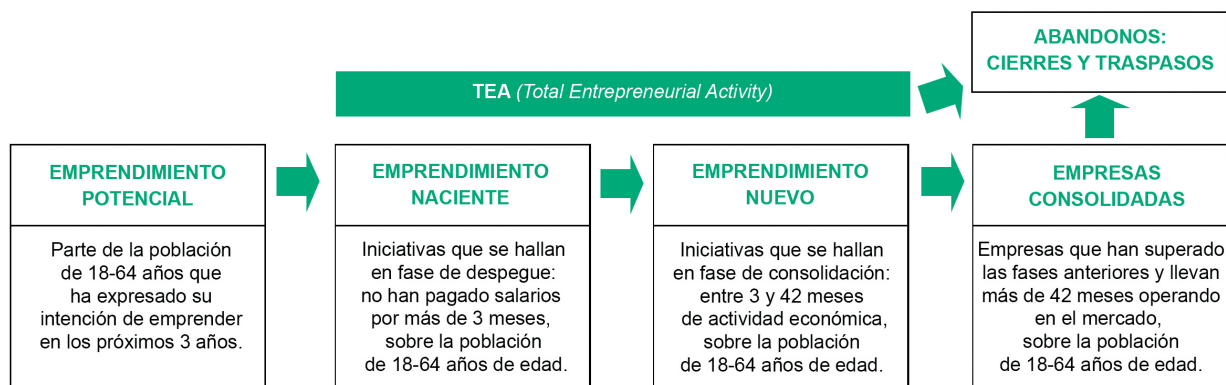 ABANDONOS:
CIERRES Y TRASPASOS
TEA (Total Entrepreneurial Activity)
EMPRENDIMIENTO
POTENCIAL
Parte de la población
de 18-64 años que
ha expresado su
intención de emprender
en los próximos 3 años.
EMPRENDIMIENTO
NACIENTE
Iniciativas que se hallan
en fase de despegue:
no han pagado salarios
por más de 3 meses,
sobre la población
de 18-64 años de edad.
EMPRENDIMIENTO
NUEVO
Iniciativas que se hallan
en fase de consolidación:
entre 3 y 42 meses
de actividad económica,
sobre la población
de 18-64 años de edad.
EMPRESAS
CONSOLIDADAS
Empresas que han superado
las fases anteriores y llevan
más de 42 meses operando
en el mercado,
sobre la población
de 18-64 años de edad.